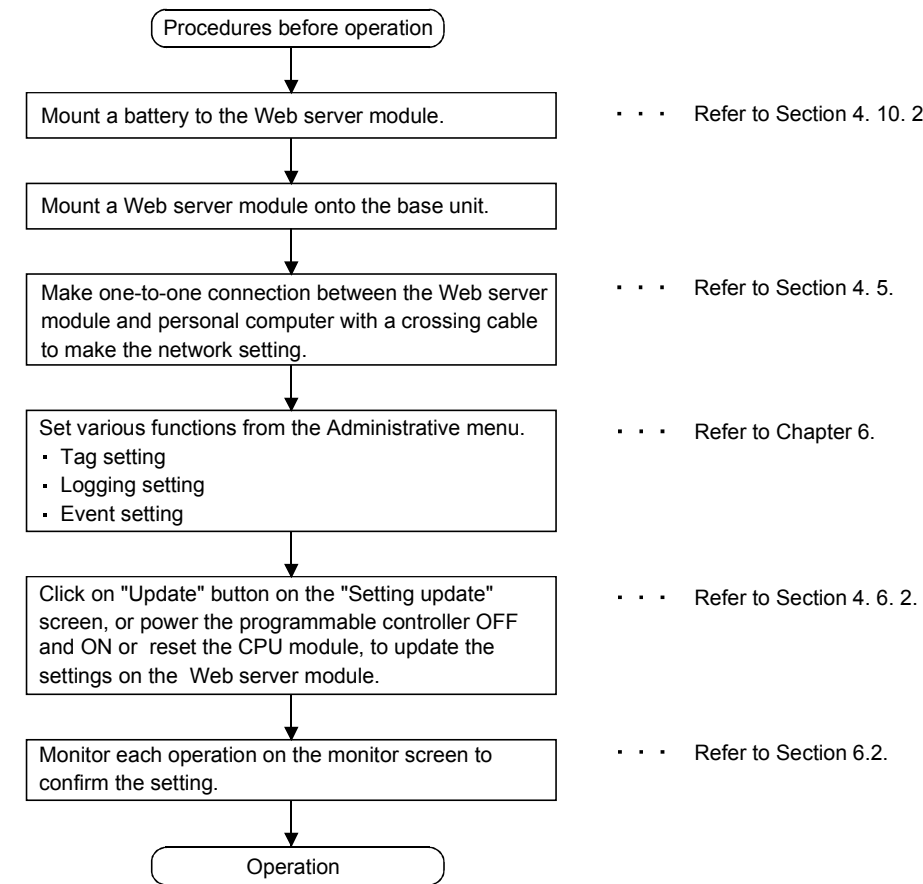 Procedures before operation
Mount a battery to the Web server module.
· · · Refer to Section 4. 10. 2
Mount a Web server module onto the base unit.
Make one-to-one connection between the Web server
module and personal computer with a crossing cable
to make the network setting.
· · · Refer to Section 4. 5.
Set various functions from the Administrative menu.
· Tag setting
· Logging setting
· Event setting
· · · Refer to Chapter 6.
Click on "Update" button on the "Setting update"
screen, or power the programmable controller OFF
and ON or reset the CPU module, to update the
settings on the Web server module.
· · · Refer to Section 4. 6. 2.
Monitor each operation on the monitor screen to
confirm the setting.
· · · Refer to Section 6.2.
Operation